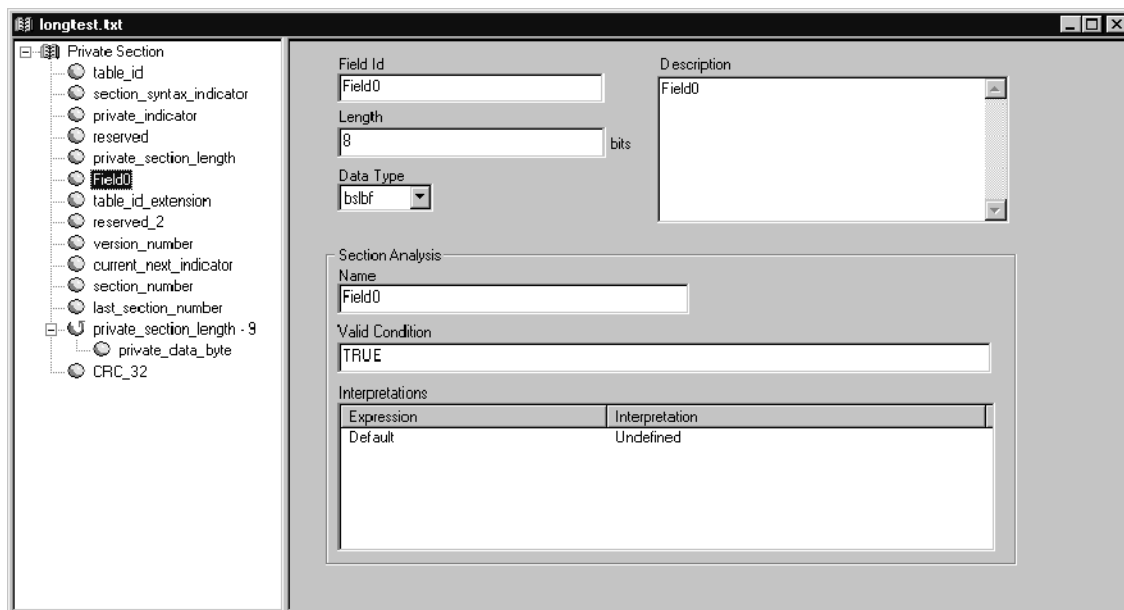 longtest.txt
Private Section
table_id
section_syntax_indicator
private_indicator
reserved
private_section_length
Field0
table_id_extension
reserved_2
version_number
current_next_indicator
section_number
last_section_number
private_section_length - 9
private_data_byte
CRC_32
Field Id
Field0
Length
8 bits
Data Type
bslbf
Description
Field0
Section Analysis
Name
Field0
Valid Condition
TRUE
Interpretations
Expression Interpretation
Default Undefined